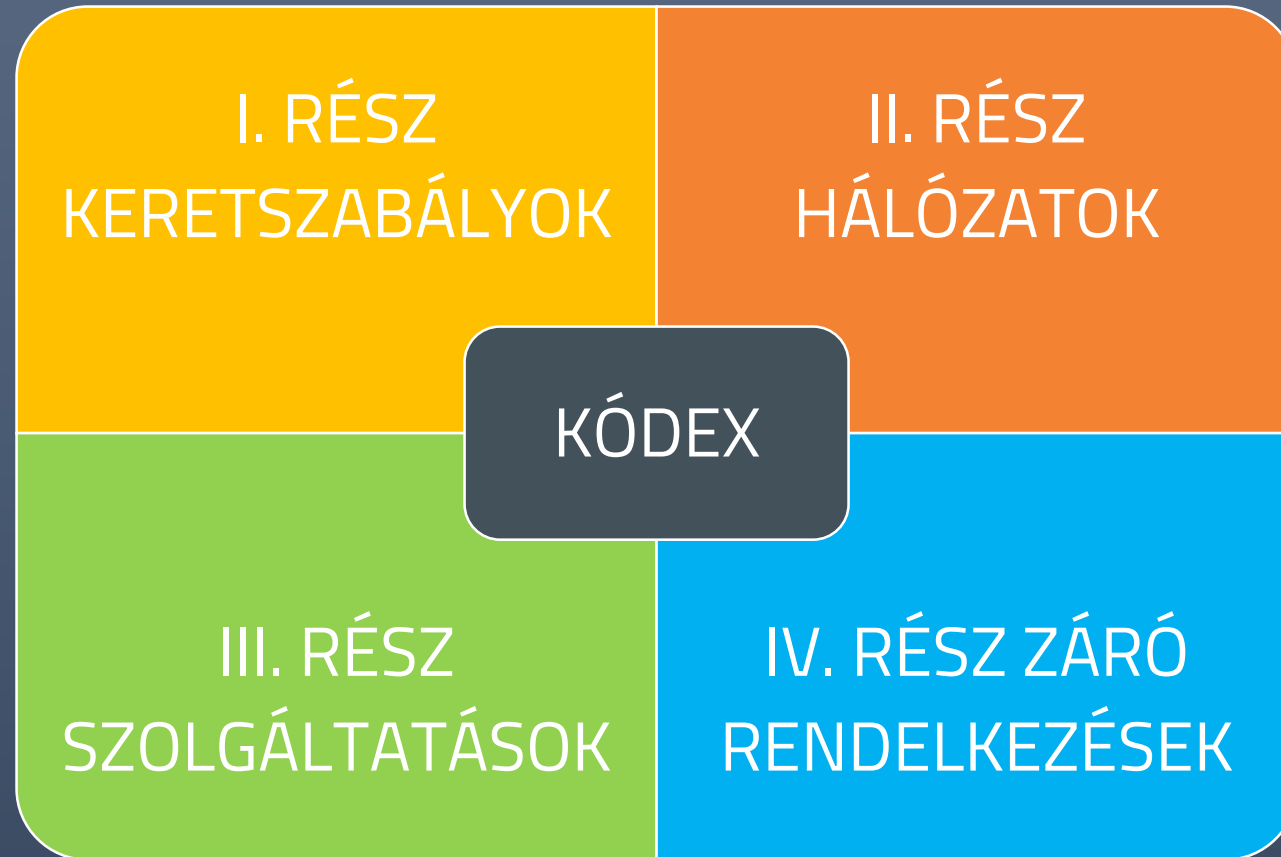 I. RÉSZ
KERETSZABÁLYOK
II. RÉSZ
HÁLÓZATOK
KÓDEX
III. RÉSZ
SZOLGÁLTATÁSOK
IV. RÉSZ ZÁRÓ
RENDELKEZÉSEK